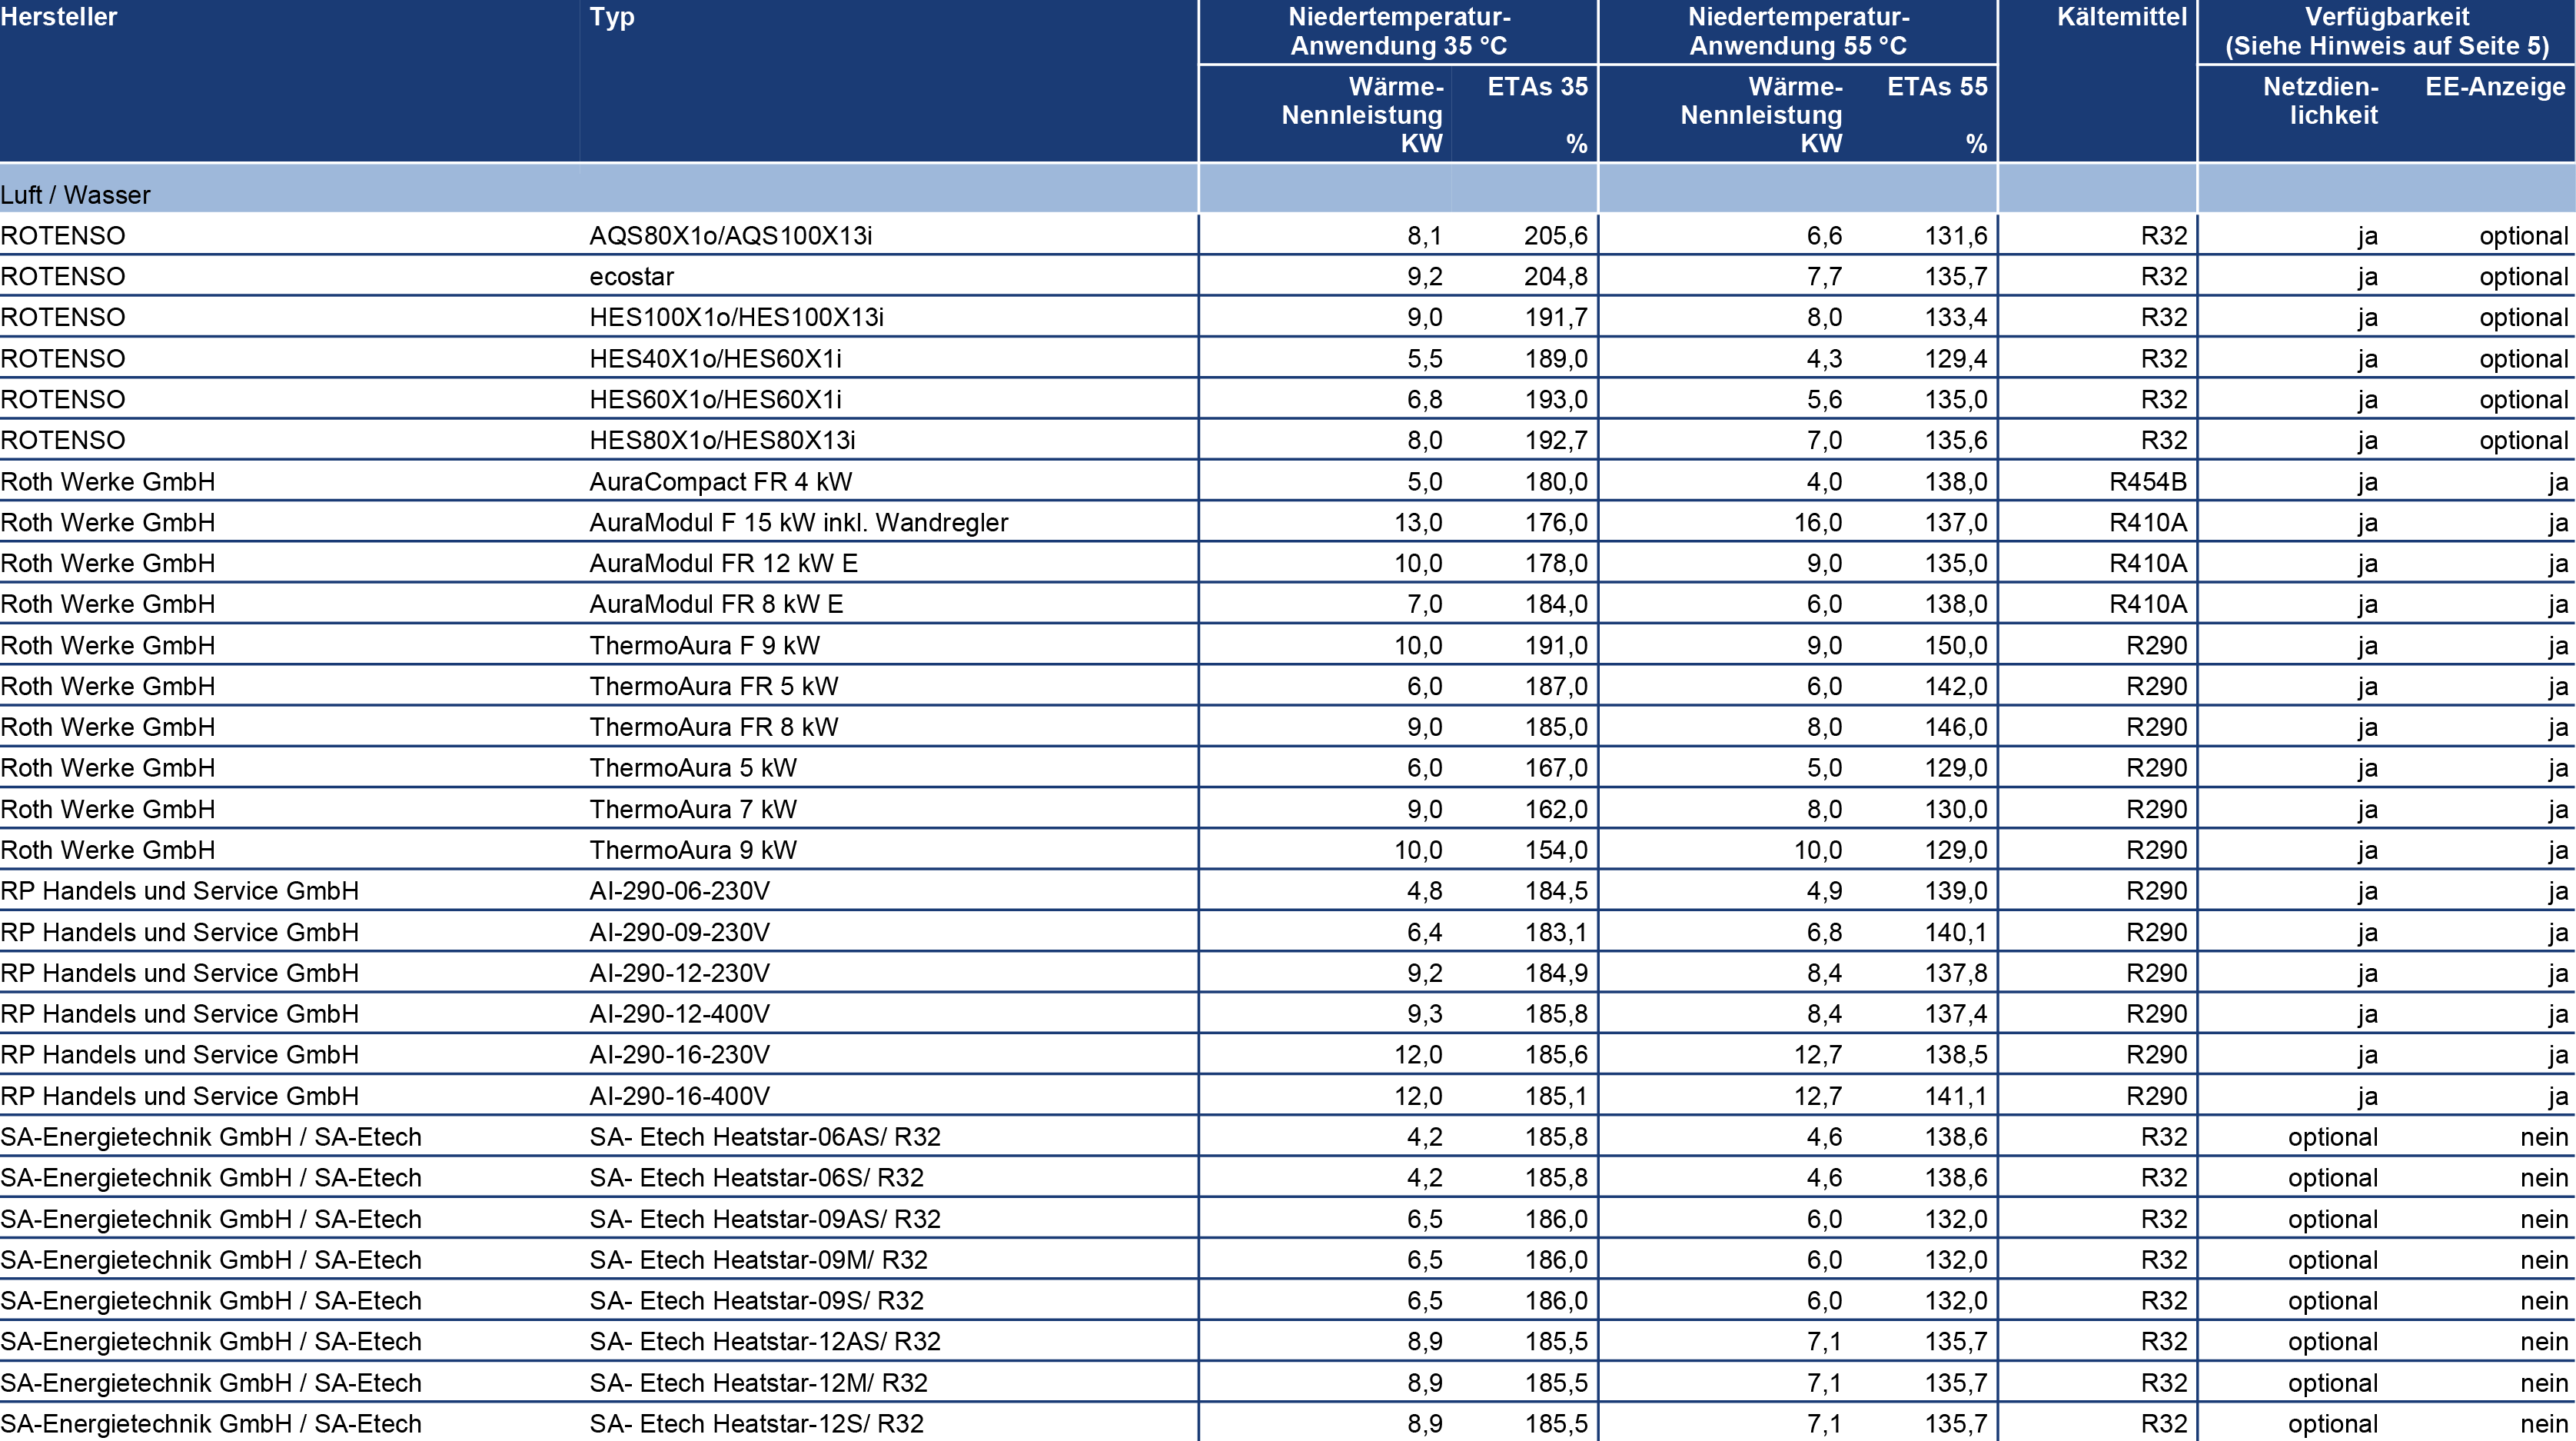 Hersteller Typ Niedertemperatur- Niedertemperatur- Kältemittel Verfügbarkeit
Anwendung 35 °C Anwendung 55 °C (Siehe Hinweis auf Seite 5)
Wärme- ETAs 35 Wärme- ETAs 55 Netzdien- EE-Anzeige
Nennleistung Nennleistung lichkeit
KW % KW %
Luft / Wasser
ROTENSO AQS80X1o/AQS100X13i 8,1 205,6 6,6 131,6 R32 ja optional
ROTENSO ecostar 9,2 204,8 7,7 135,7 R32 ja optional
ROTENSO HES100X1o/HES100X13i 9,0 191,7 8,0 133,4 R32 ja optional
ROTENSO HES40X1o/HES60X1i 5,5 189,0 4,3 129,4 R32 ja optional
ROTENSO HES60X1o/HES60X1i 6,8 193,0 5,6 135,0 R32 ja optional
ROTENSO HES80X1o/HES80X13i 8,0 192,7 7,0 135,6 R32 ja optional
Roth Werke GmbH AuraCompact FR 4 kW 5,0 180,0 4,0 138,0 R454B ja ja
Roth Werke GmbH AuraModul F 15 kW inkl. Wandregler 13,0 176,0 16,0 137,0 R410A ja ja
Roth Werke GmbH AuraModul FR 12 kW E 10,0 178,0 9,0 135,0 R410A ja ja
Roth Werke GmbH AuraModul FR 8 kW E 7,0 184,0 6,0 138,0 R410A ja ja
Roth Werke GmbH ThermoAura F 9 kW 10,0 191,0 9,0 150,0 R290 ja ja
Roth Werke GmbH ThermoAura FR 5 kW 6,0 187,0 6,0 142,0 R290 ja ja
Roth Werke GmbH ThermoAura FR 8 kW 9,0 185,0 8,0 146,0 R290 ja ja
Roth Werke GmbH ThermoAura 5 kW 6,0 167,0 5,0 129,0 R290 ja ja
Roth Werke GmbH ThermoAura 7 kW 9,0 162,0 8,0 130,0 R290 ja ja
Roth Werke GmbH ThermoAura 9 kW 10,0 154,0 10,0 129,0 R290 ja ja
RP Handels und Service GmbH AI-290-06-230V 4,8 184,5 4,9 139,0 R290 ja ja
RP Handels und Service GmbH AI-290-09-230V 6,4 183,1 6,8 140,1 R290 ja ja
RP Handels und Service GmbH AI-290-12-230V 9,2 184,9 8,4 137,8 R290 ja ja
RP Handels und Service GmbH AI-290-12-400V 9,3 185,8 8,4 137,4 R290 ja ja
RP Handels und Service GmbH AI-290-16-230V 12,0 185,6 12,7 138,5 R290 ja ja
RP Handels und Service GmbH AI-290-16-400V 12,0 185,1 12,7 141,1 R290 ja ja
SA-Energietechnik GmbH / SA-Etech SA- Etech Heatstar-06AS/ R32 4,2 185,8 4,6 138,6 R32 optional nein
SA-Energietechnik GmbH / SA-Etech SA- Etech Heatstar-06S/ R32 4,2 185,8 4,6 138,6 R32 optional nein
SA-Energietechnik GmbH / SA-Etech SA- Etech Heatstar-09AS/ R32 6,5 186,0 6,0 132,0 R32 optional nein
SA-Energietechnik GmbH / SA-Etech SA- Etech Heatstar-09M/ R32 6,5 186,0 6,0 132,0 R32 optional nein
SA-Energietechnik GmbH / SA-Etech SA- Etech Heatstar-09S/ R32 6,5 186,0 6,0 132,0 R32 optional nein
SA-Energietechnik GmbH / SA-Etech SA- Etech Heatstar-12AS/ R32 8,9 185,5 7,1 135,7 R32 optional nein
SA-Energietechnik GmbH / SA-Etech SA- Etech Heatstar-12M/ R32 8,9 185,5 7,1 135,7 R32 optional nein
SA-Energietechnik GmbH / SA-Etech SA- Etech Heatstar-12S/ R32 8,9 185,5 7,1 135,7 R32 optional nein